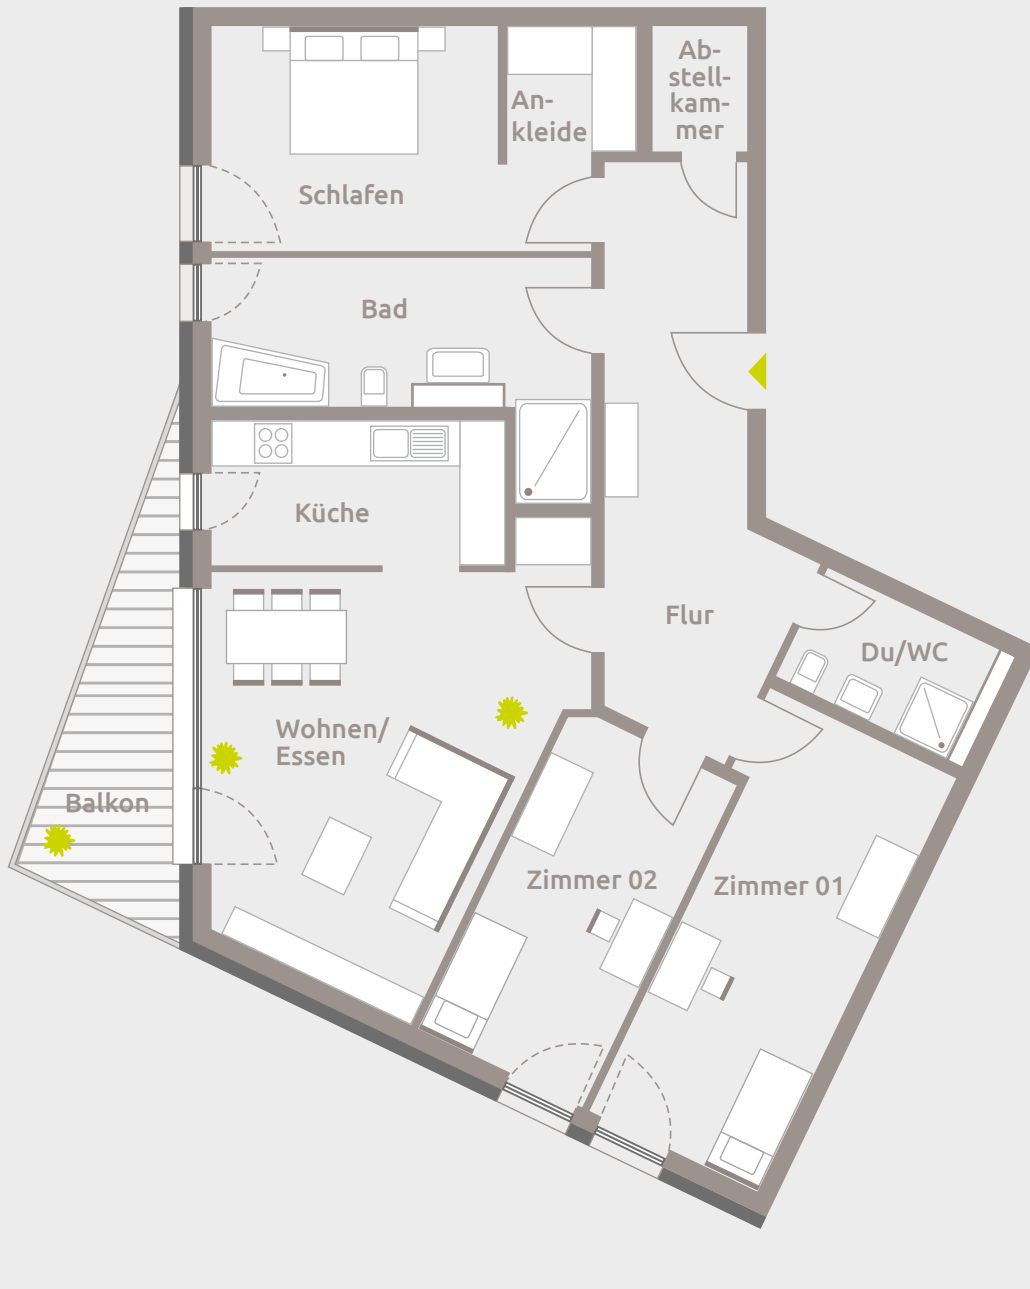 Ab-
stell-
kam-
mer
An-
kleide
Schlafen
Bad
Küche
Flur
Du/WC
Wohnen/
Essen
Balkon
Zimmer 02
Zimmer 01